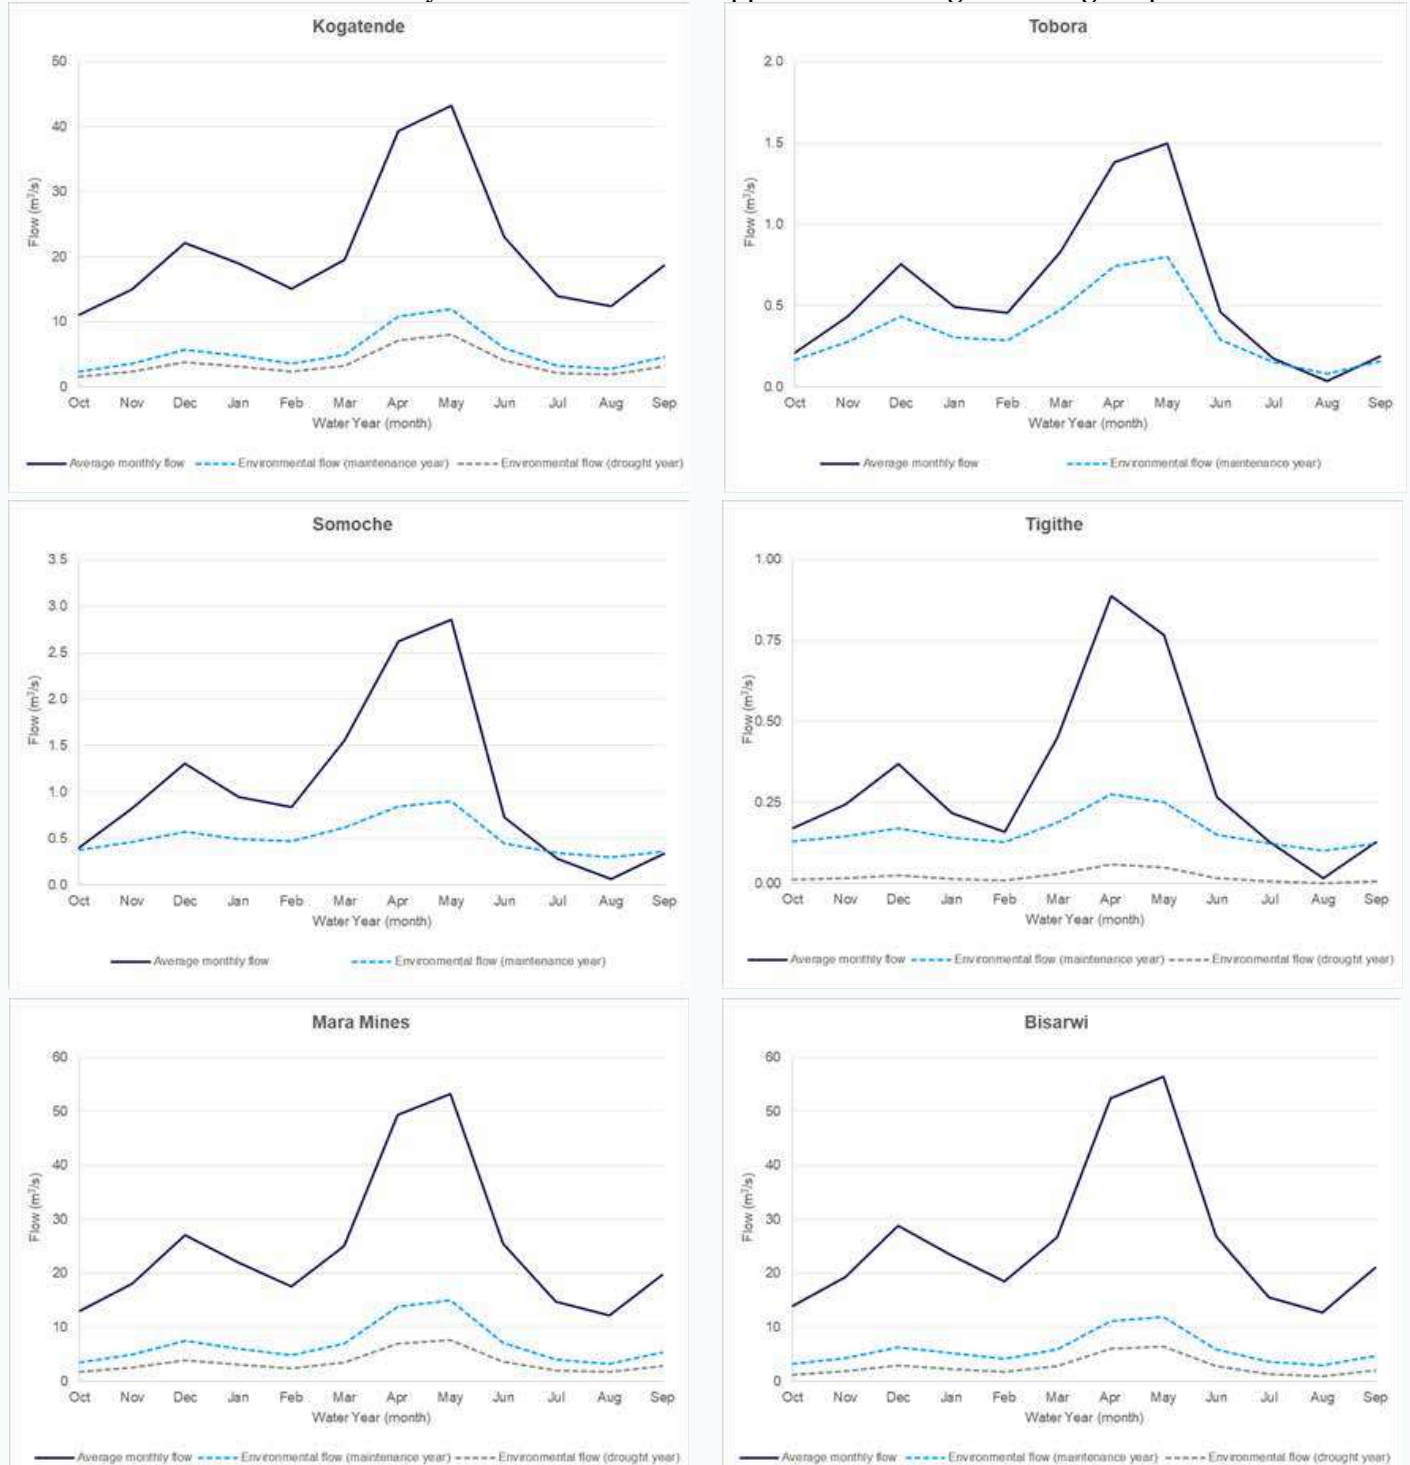 Kogatende
50
40
30
20
10
0
Flow (m³/s)
Oct Nov Dec Jan Feb Mar Apr May Jun Jul Aug Sep
Water Year (month)
Average monthly flow Environmental flow (maintenance year) Environmental flow (drought year)
Tobora
2.0
1.5
1.0
0.5
0.0
Flow (m³/s)
Oct Nov Dec Jan Feb Mar Apr May Jun Jul Aug Sep
Water Year (month)
Average monthly flow Environmental flow (maintenance year)
Somoche
3.5
3.0
2.5
2.0
1.5
1.0
0.5
0.0
Flow (m³/s)
Oct Nov Dec Jan Feb Mar Apr May Jun Jul Aug Sep
Water Year (month)
Average monthly flow Environmental flow (maintenance year)
Tigithe
1.00
0.75
0.50
0.25
0.00
Flow (m³/s)
Oct Nov Dec Jan Feb Mar Apr May Jun Jul Aug Sep
Water Year (month)
Average monthly flow Environmental flow (maintenance year) Environmental flow (drought year)
Mara Mines
60
50
40
30
20
10
0
Flow (m³/s)
Oct Nov Dec Jan Feb Mar Apr May Jun Jul Aug Sep
Water Year (month)
Average monthly flow Environmental flow (maintenance year) Environmental flow (drought year)
Bisarwi
60
50
40
30
20
10
0
Flow (m³/s)
Oct Nov Dec Jan Feb Mar Apr May Jun Jul Aug Sep
Water Year (month)
Average monthly flow Environmental flow (maintenance year) Environmental flow (drought year)